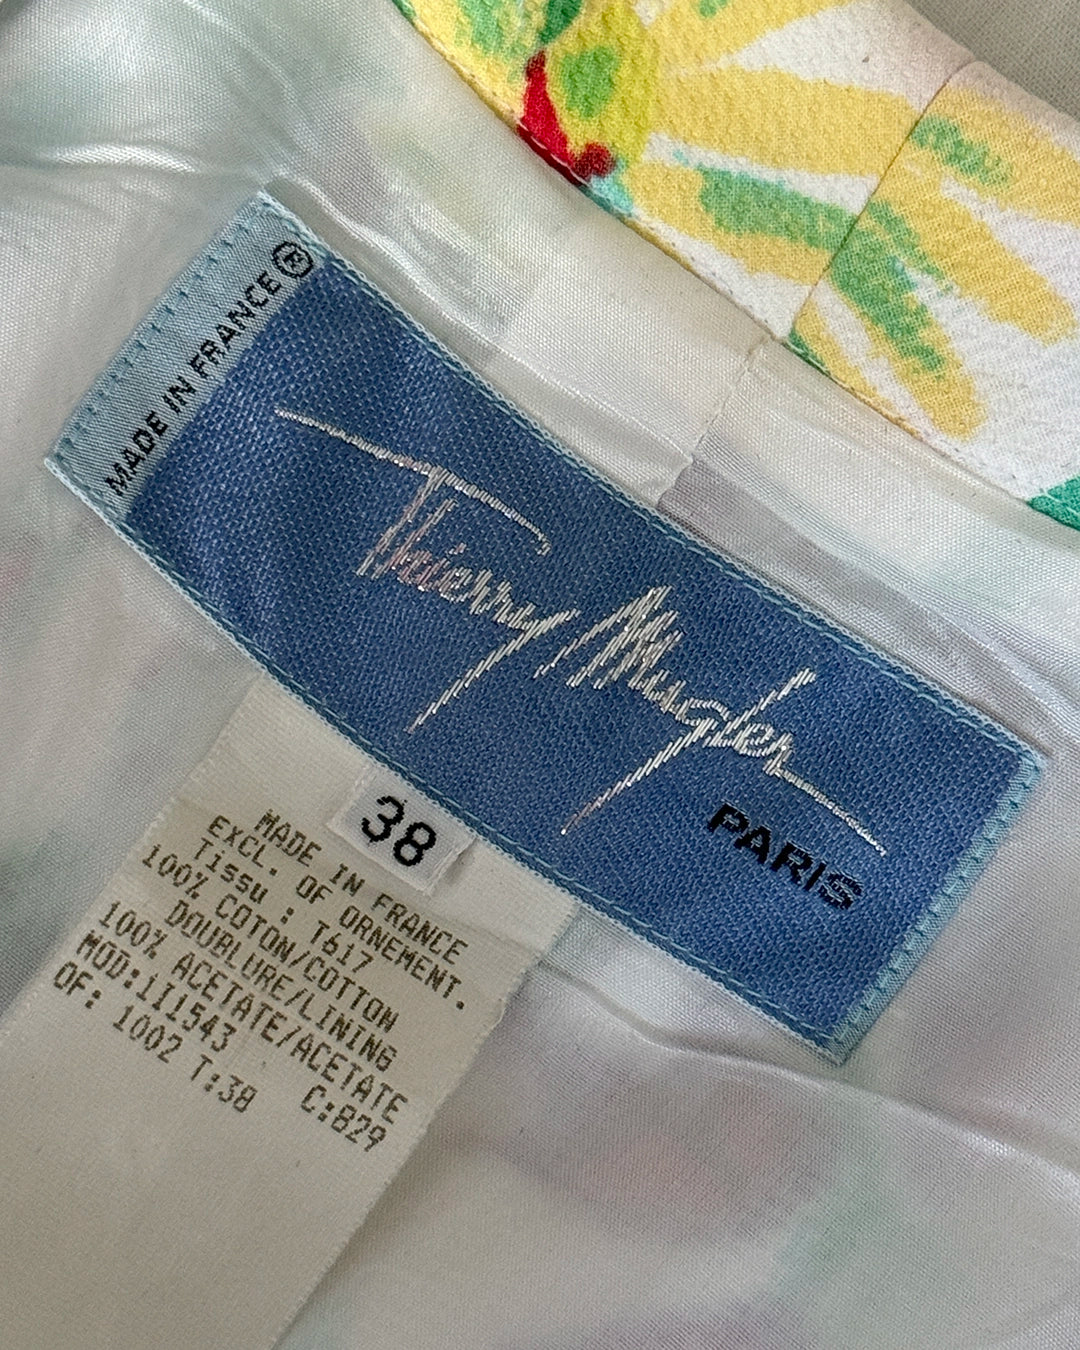 MADE IN FRANCE ®
Thierry Mugler
PARIS
38
MADE IN FRANCE
EXCL. OF ORNEMENT.
Tissu : T617
100% COTON/COTTON
DOUBLURE/LINING
100% ACETATE/ACETATE
MOD:111543 C:829
OF: 1002 T:38